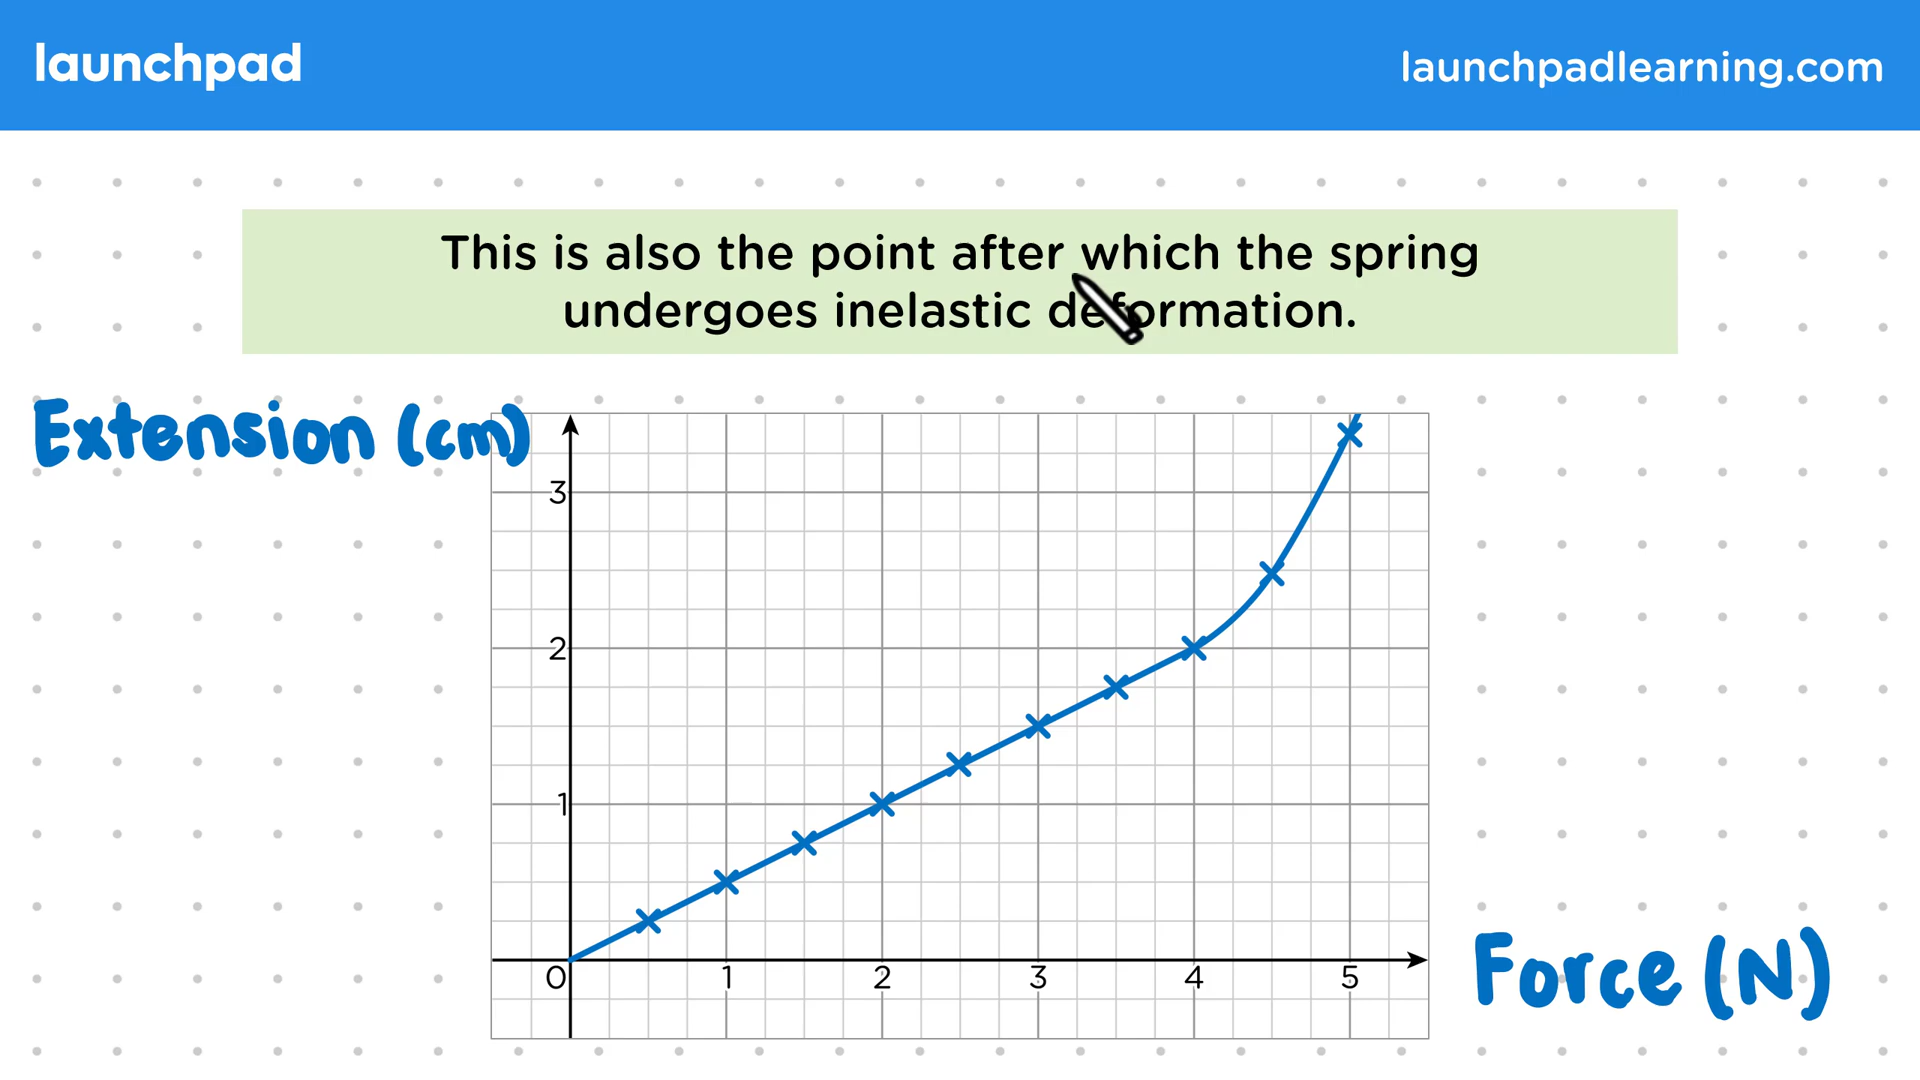 launchpad
launchpadlearning.com
This is also the point after which the spring
undergoes inelastic deformation.
Extension (cm)
3
2
1
0 1 2 3 4 5
Force (N)